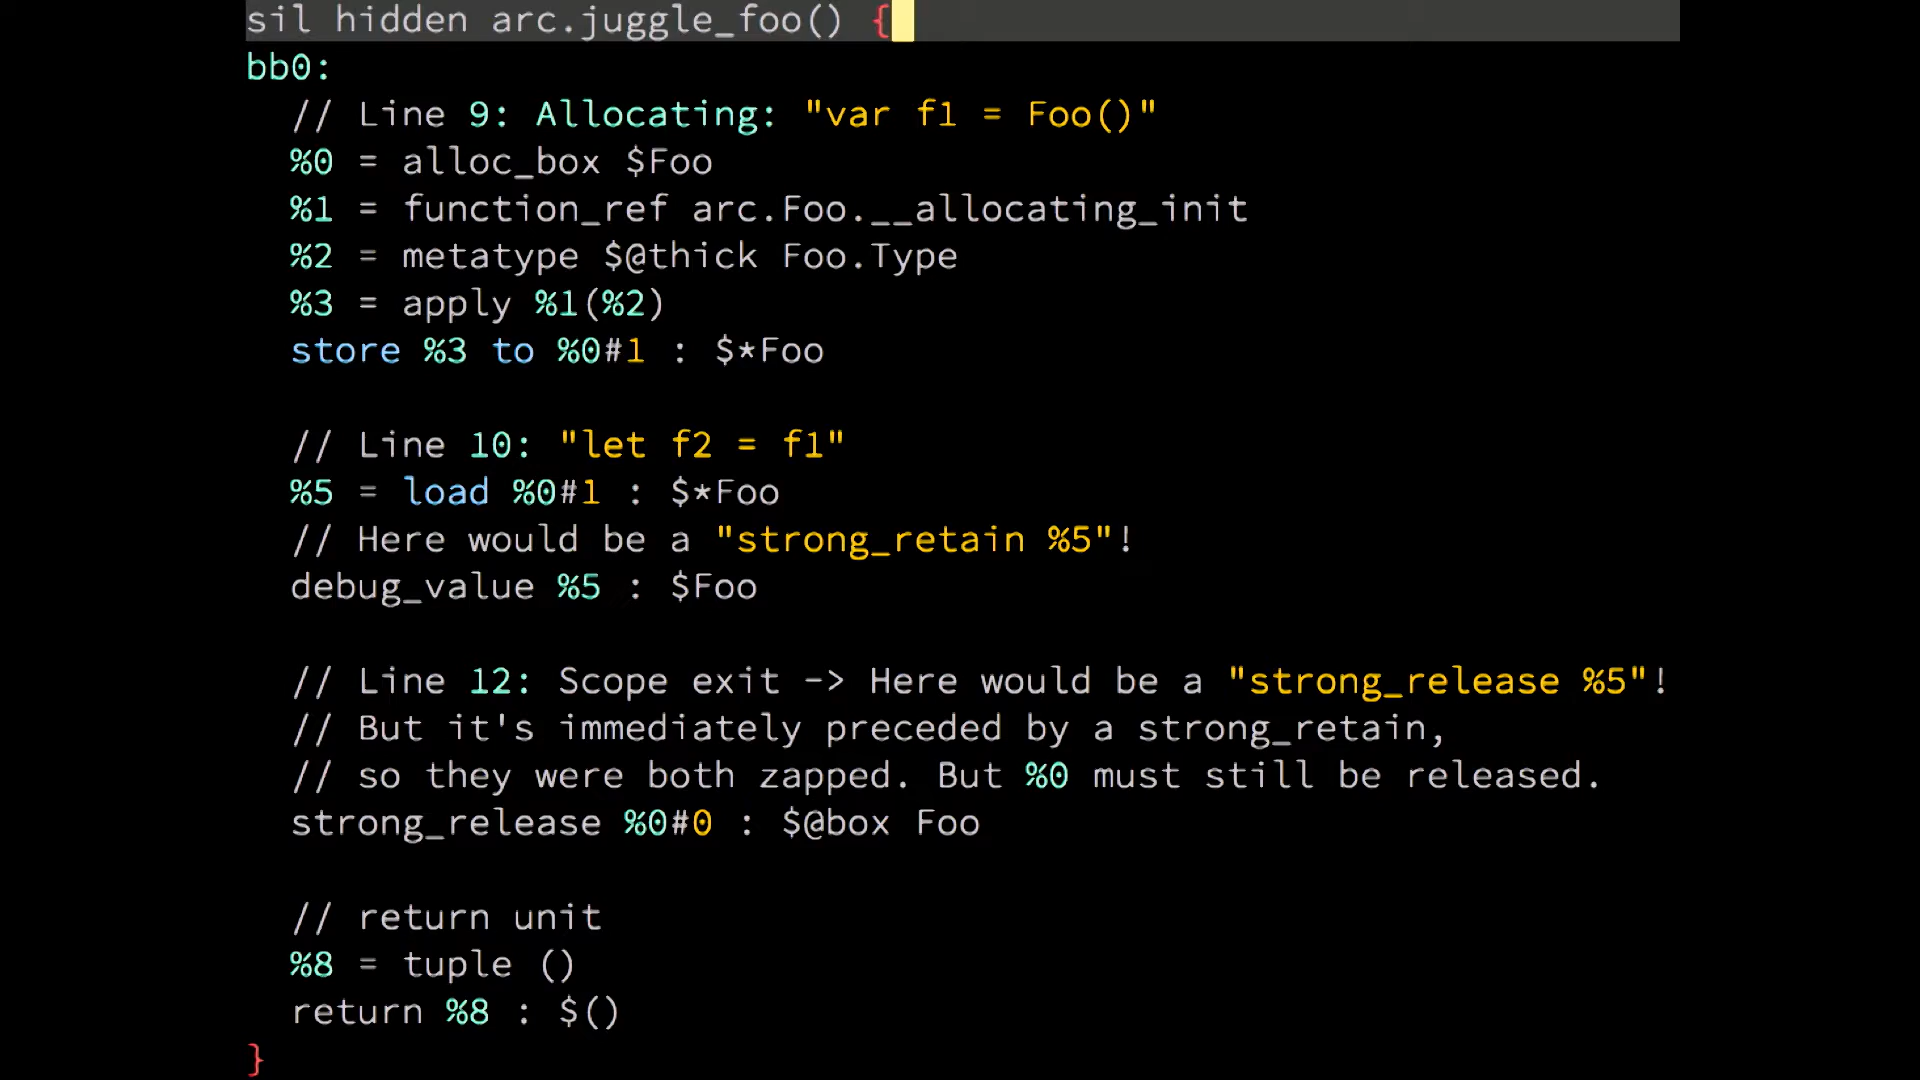 sil hidden arc.juggle_foo() {
bb0:
// Line 9: Allocating: "var f1 = Foo()"
%0 = alloc_box $Foo
%1 = function_ref arc.Foo.__allocating_init
%2 = metatype $@thick Foo.Type
%3 = apply %1(%2)
store %3 to %0#1 : $*Foo
// Line 10: "let f2 = f1"
%5 = load %0#1 : $*Foo
// Here would be a "strong_retain %5"!
debug_value %5 : $Foo
// Line 12: Scope exit -> Here would be a "strong_release %5"!
// But it's immediately preceded by a strong_retain,
// so they were both zapped. But %0 must still be released.
strong_release %0#0 : $@box Foo
// return unit
%8 = tuple ()
return %8 : $()
}